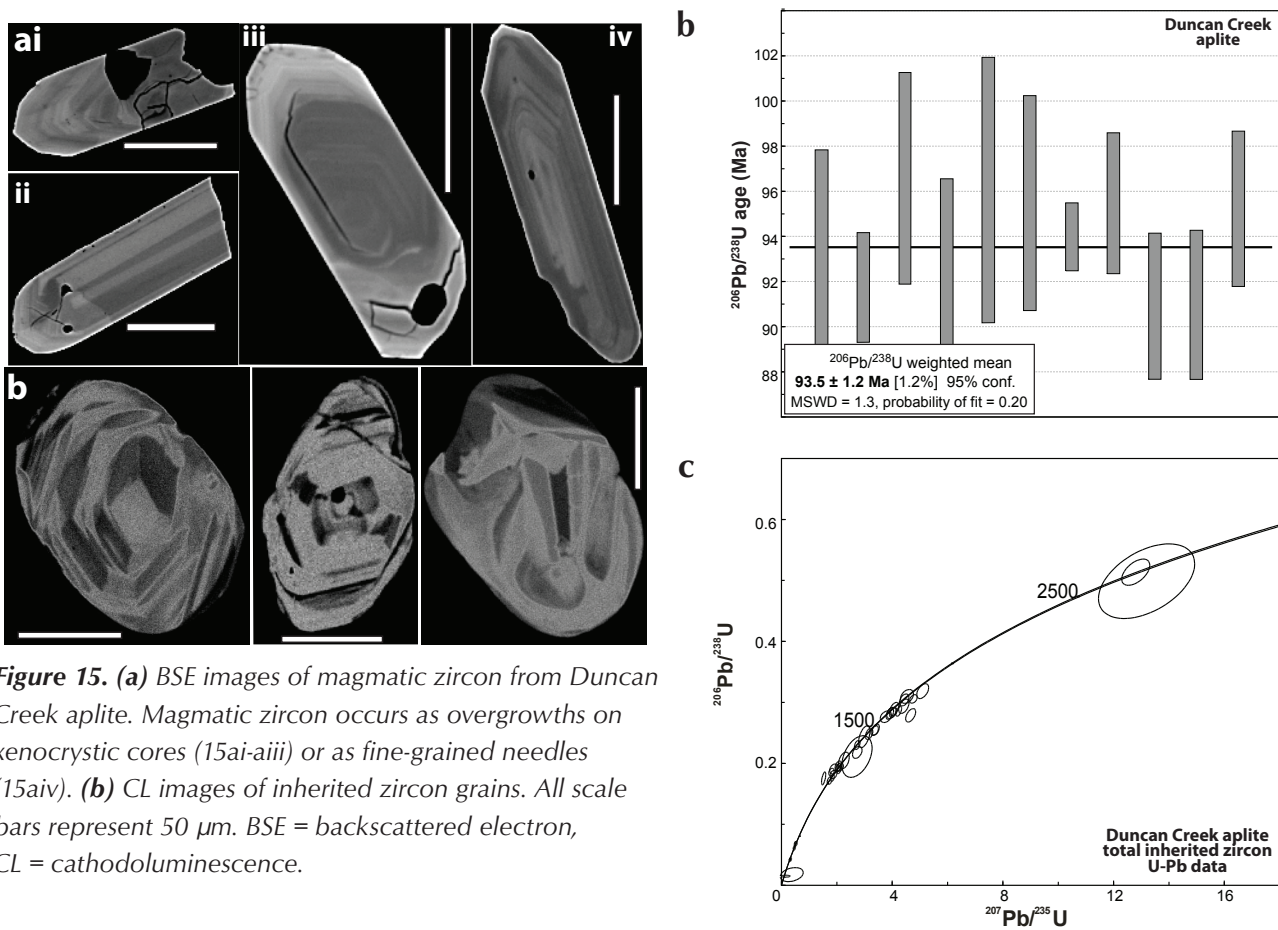 ai
iii
iv
ii
b
Figure 15. (a) BSE images of magmatic zircon from Duncan
Creek aplite. Magmatic zircon occurs as overgrowths on
xenocrystic cores (15ai-aiii) or as fine-grained needles
(15aiv). (b) CL images of inherited zircon grains. All scale
bars represent 50 µm. BSE = backscattered electron,
CL = cathodoluminescence.
b
Duncan Creek
aplite
102
100
98
96
94
92
90
88
206Pb/238U age (Ma)
206Pb/238U weighted mean
93.5 ± 1.2 Ma [1.2%] 95% conf.
MSWD = 1.3, probability of fit = 0.20
c
0.6
0.4
0.2
206Pb/238U
2500
1500
Duncan Creek aplite
total inherited zircon
U-Pb data
0 4 8 12 16
207Pb/235U